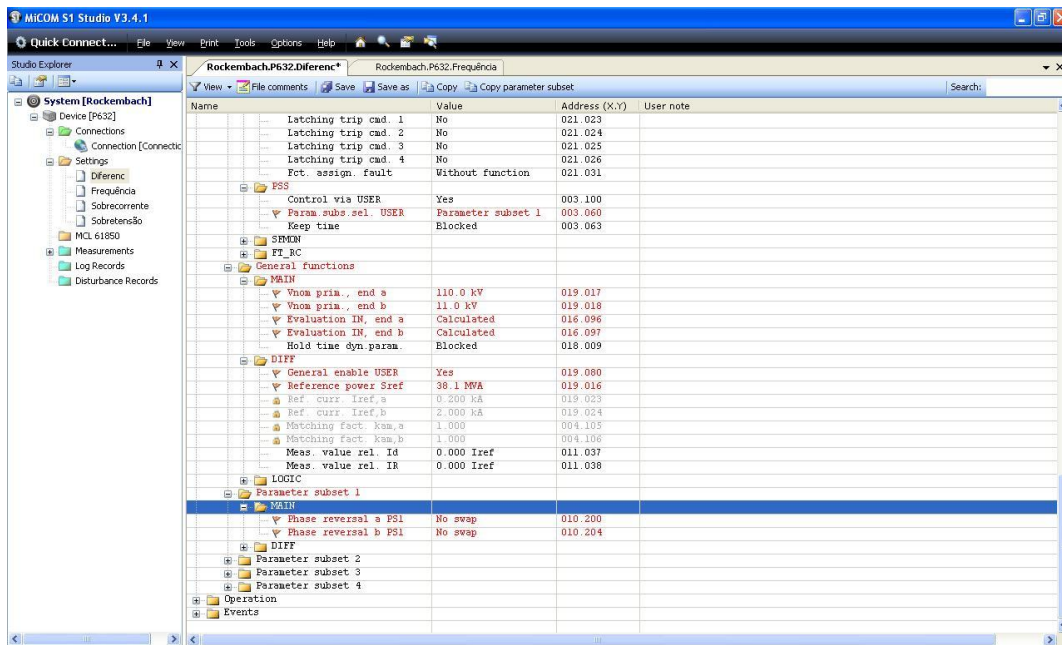 MiCOM S1 Studio V3.4.1
Quick Connect... File View Print Tools Options Help
Studio Explorer
Rockembach.P632.Diferenc* Rockembach.P632.Frequência
View File comments Save Save as Copy Copy parameter subset Search:
System [Rockembach]
Device [P632]
Connections
Connection [Connectic
Settings
Diferenc
Frequência
Sobrecorrente
Sobretensão
MCL 61850
Measurements
Log Records
Disturbance Records
Name Value Address (X.Y) User note
Latching trip cmd. 1 No 021.023
Latching trip cmd. 2 No 021.024
Latching trip cmd. 3 No 021.025
Latching trip cmd. 4 No 021.026
Fct. assign. fault Without function 021.031
PSS
Control via USER Yes 003.100
Param.subs.sel. USER Parameter subset 1 003.060
Keep time Blocked 003.063
SFMON
FT_RC
General functions
MAIN
Vnom prim., end a 110.0 kV 019.017
Vnom prim., end b 11.0 kV 019.018
Evaluation IN, end a Calculated 016.096
Evaluation IN, end b Calculated 016.097
Hold time dyn.param. Blocked 018.009
DIFF
General enable USER Yes 019.080
Reference power Sref 38.1 MVA 019.016
Ref. curr. Iref,a 0.200 kA 019.023
Ref. curr. Iref,b 2.000 kA 019.024
Matching fact. kam,a 1.000 004.105
Matching fact. kam,b 1.000 004.106
Meas. value rel. Id 0.000 Iref 011.037
Meas. value rel. IR 0.000 Iref 011.038
LOGIC
Parameter subset 1
MAIN
Phase reversal a PS1 No swap 010.200
Phase reversal b PS1 No swap 010.204
DIFF
Parameter subset 2
Parameter subset 3
Parameter subset 4
Operation
Events